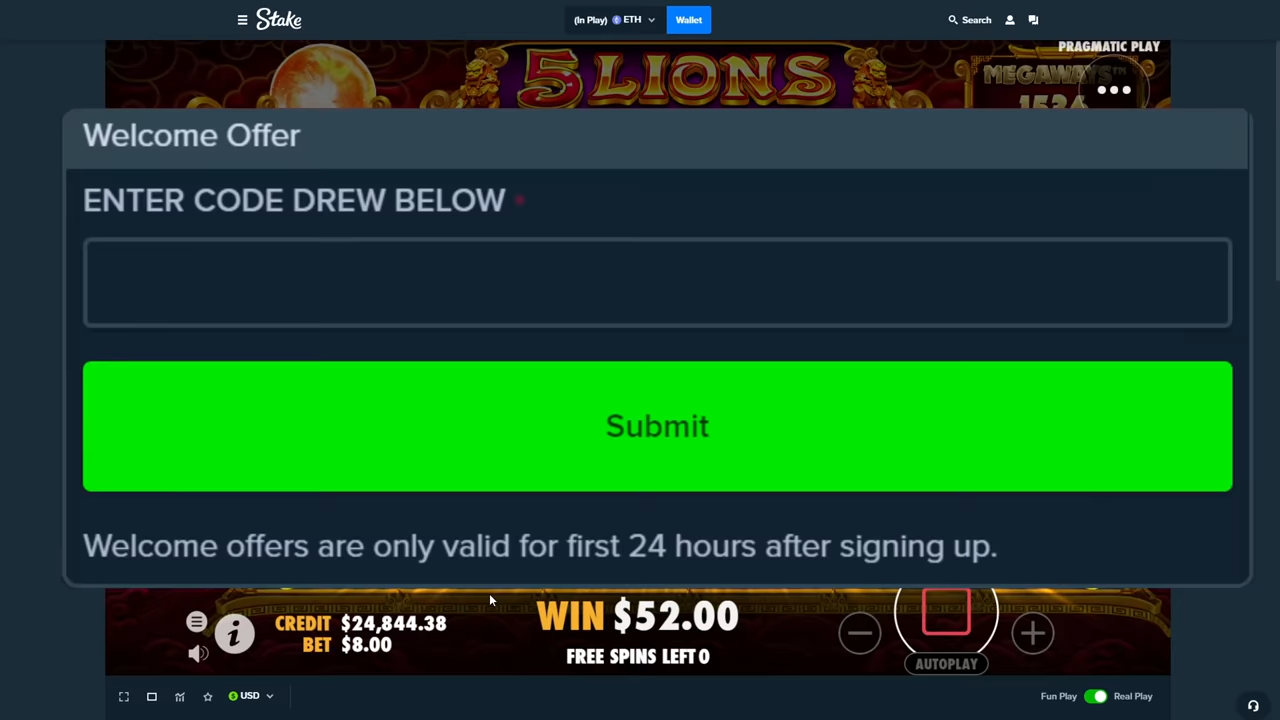 Stake
(In Play) ETH
Wallet
Search
PRAGMATIC PLAY
5 LIONS
MEGAWAYS™
Welcome Offer
ENTER CODE DREW BELOW *
Submit
Welcome offers are only valid for first 24 hours after signing up.
CREDIT $24,844.38
BET $8.00
WIN $52.00
FREE SPINS LEFT 0
AUTOPLAY
USD
Fun Play
Real Play